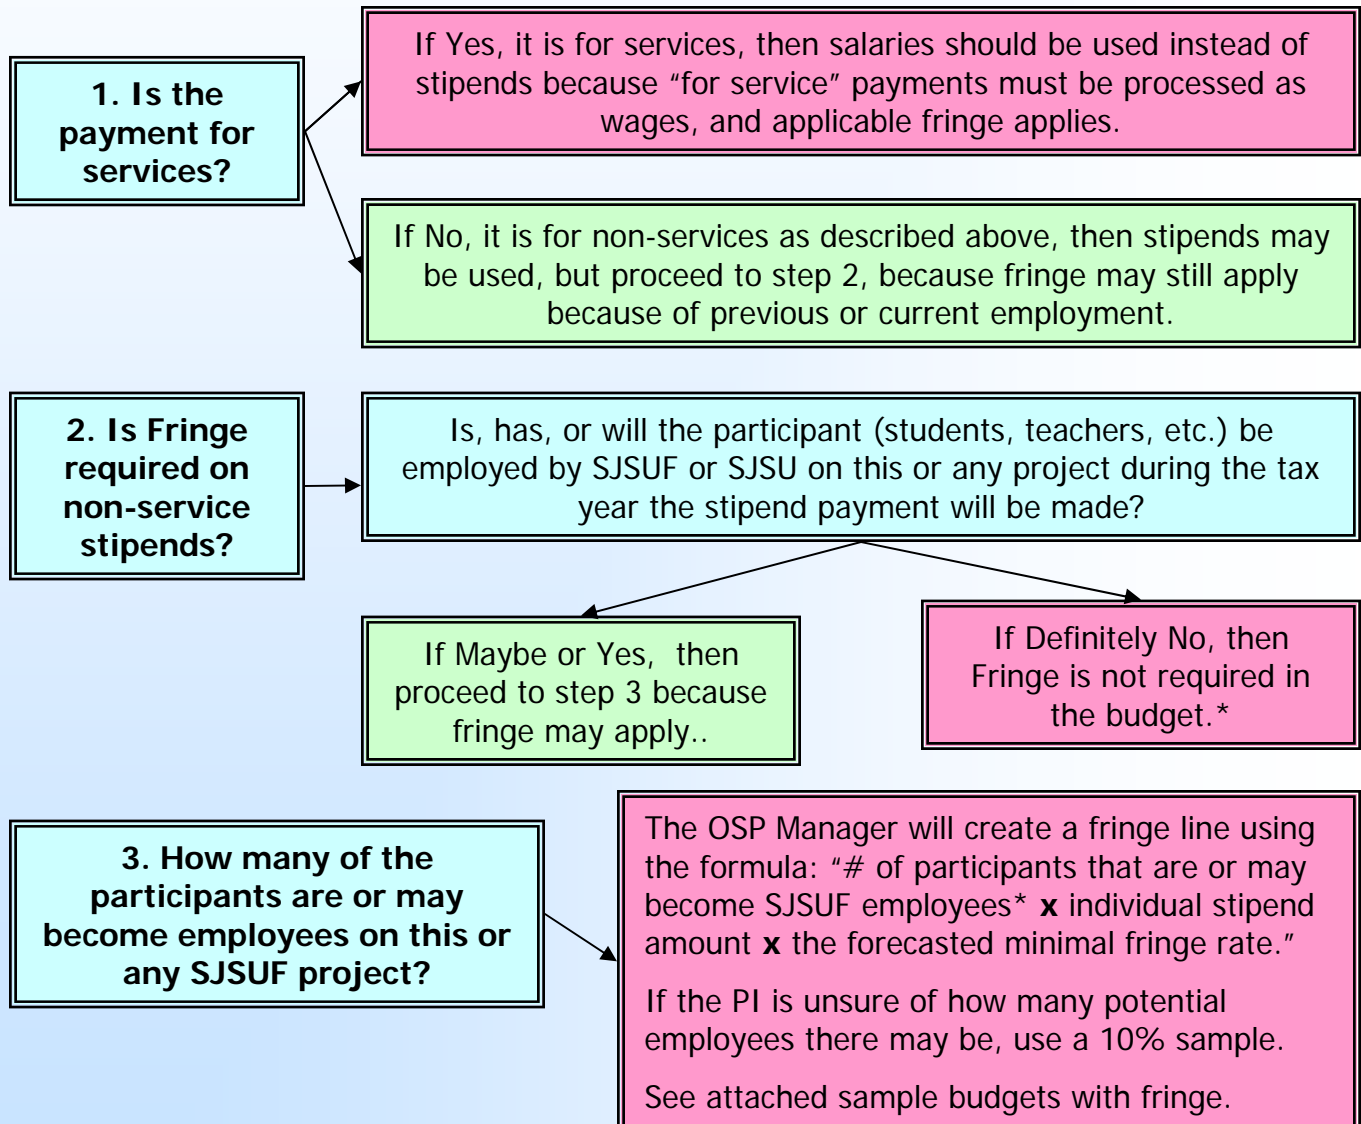 1. Is the
payment for
services?
If Yes, it is for services, then salaries should be used instead of
stipends because “for service” payments must be processed as
wages, and applicable fringe applies.
If No, it is for non-services as described above, then stipends may
be used, but proceed to step 2, because fringe may still apply
because of previous or current employment.
2. Is Fringe
required on
non-service
stipends?
Is, has, or will the participant (students, teachers, etc.) be
employed by SJSUF or SJSU on this or any project during the tax
year the stipend payment will be made?
If Maybe or Yes,  then
proceed to step 3 because
fringe may apply..
If Definitely No, then
Fringe is not required in
the budget.*
3. How many of the
participants are or may
become employees on this or
any SJSUF project?
The OSP Manager will create a fringe line using
the formula: “# of participants that are or may
become SJSUF employees* x individual stipend
amount x the forecasted minimal fringe rate.”
If the PI is unsure of how many potential
employees there may be, use a 10% sample.
See attached sample budgets with fringe.